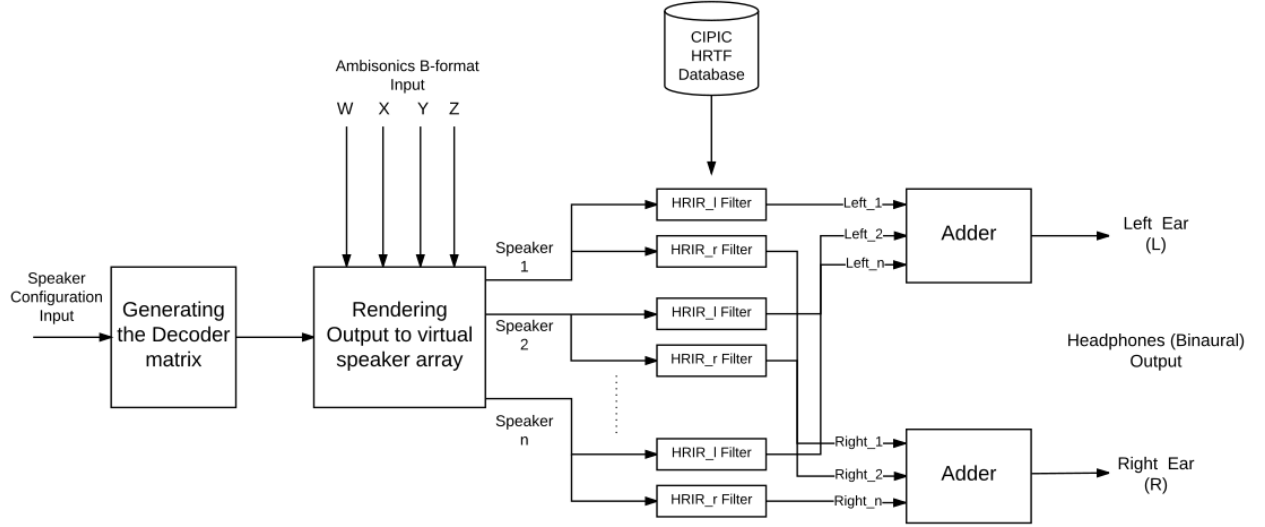 CIPIC
HRTF
Database
Ambisonics B-format
Input
W X Y Z
Speaker
Configuration
Input
Generating
the Decoder
matrix
Rendering
Output to virtual
speaker array
Speaker
1
Speaker
2
Speaker
n
HRIR_l Filter
HRIR_r Filter
HRIR_l Filter
HRIR_r Filter
HRIR_l Filter
HRIR_r Filter
Left_1
Left_2
Left_n
Adder
Left Ear
(L)
Headphones (Binaural)
Output
Right_1
Right_2
Right_n
Adder
Right Ear
(R)